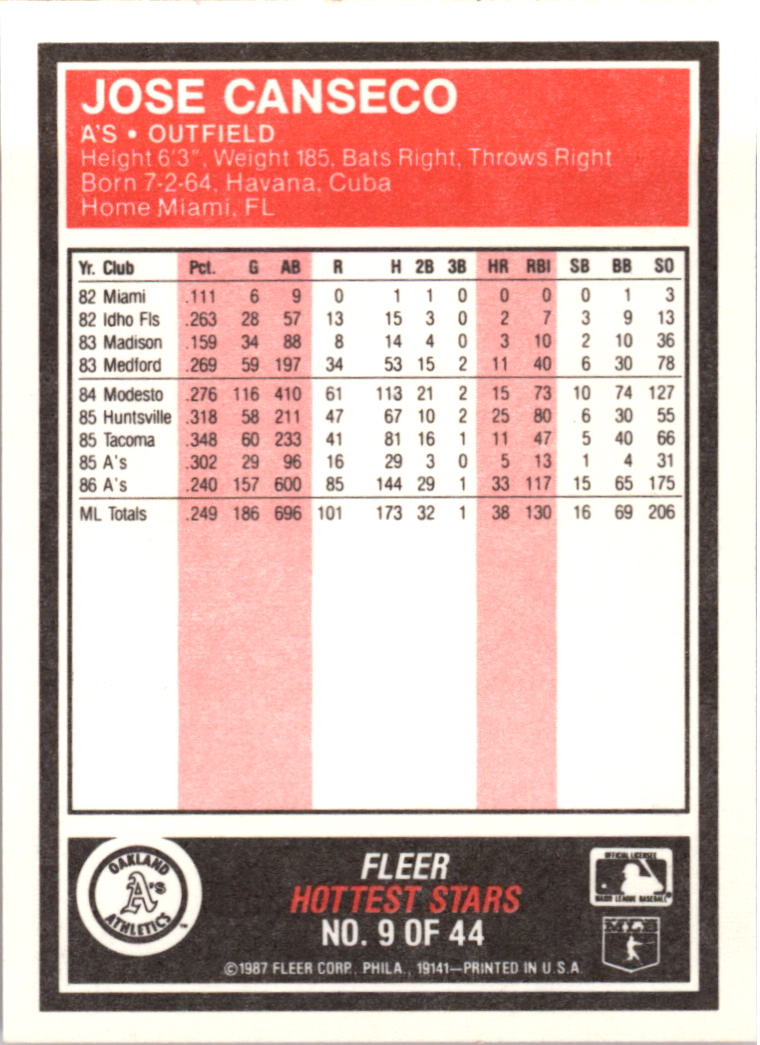 JOSE CANSECO
A'S • OUTFIELD
Height 6'3", Weight 185, Bats Right, Throws Right
Born 7-2-64, Havana, Cuba
Home Miami, FL
Yr. Club Pct. G AB R H 2B 3B HR RBI SB BB SO
82 Miami .111 6 9 0 1 1 0 0 0 0 1 3
82 Idho Fls .263 28 57 13 15 3 0 2 7 3 9 13
83 Madison .159 34 88 8 14 4 0 3 10 2 10 36
83 Medford .269 59 197 34 53 15 2 11 40 6 30 78
84 Modesto .276 116 410 61 113 21 2 15 73 10 74 127
85 Huntsville .318 58 211 47 67 10 2 25 80 6 30 55
85 Tacoma .348 60 233 41 81 16 1 11 47 5 40 66
85 A's .302 29 96 16 29 3 0 5 13 1 4 31
86 A's .240 157 600 85 144 29 1 33 117 15 65 175
ML Totals .249 186 696 101 173 32 1 38 130 16 69 206
OAKLAND
A's
ATHLETICS
FLEER
HOTTEST STARS
NO. 9 OF 44
©1987 FLEER CORP., PHILA., 19141—PRINTED IN U.S.A.
OFFICIAL LICENSEE
MAJOR LEAGUE BASEBALL